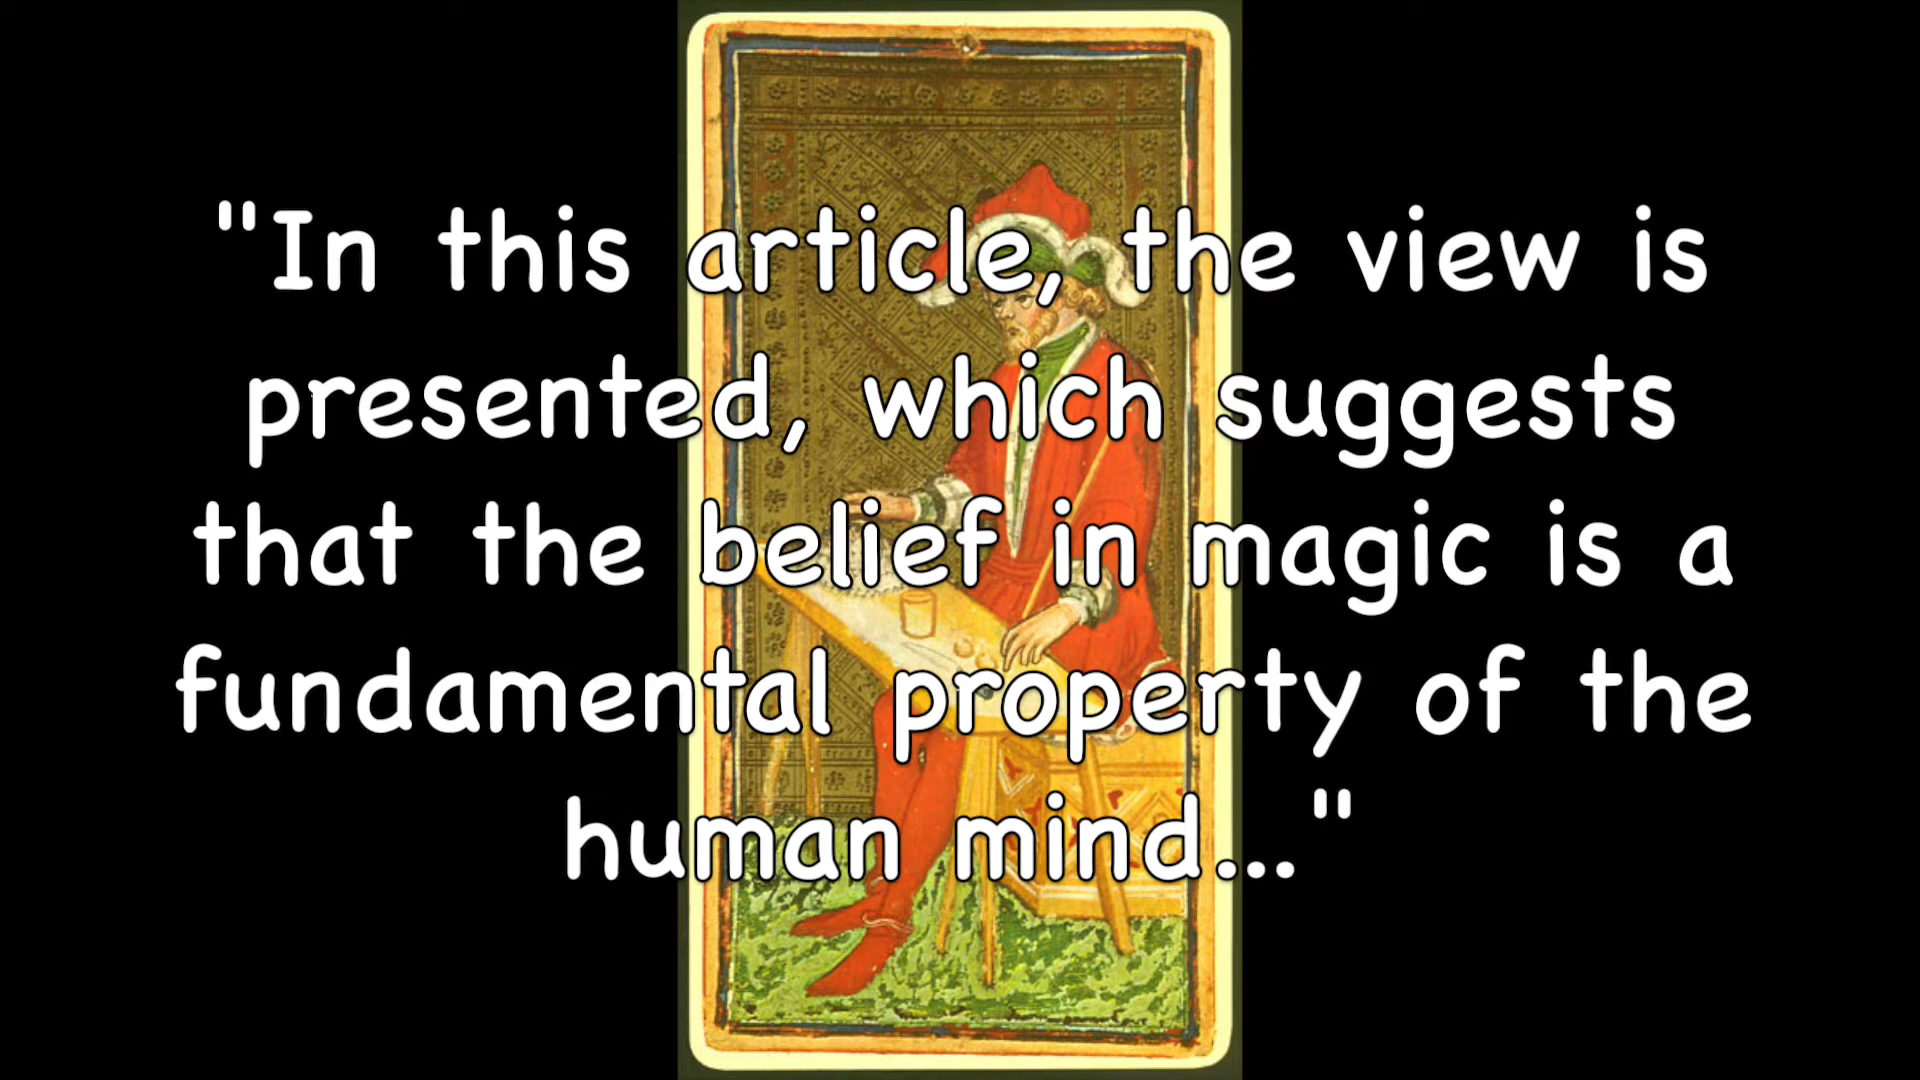 "In this article, the view is
presented, which suggests
that the belief in magic is a
fundamental property of the
human mind..."